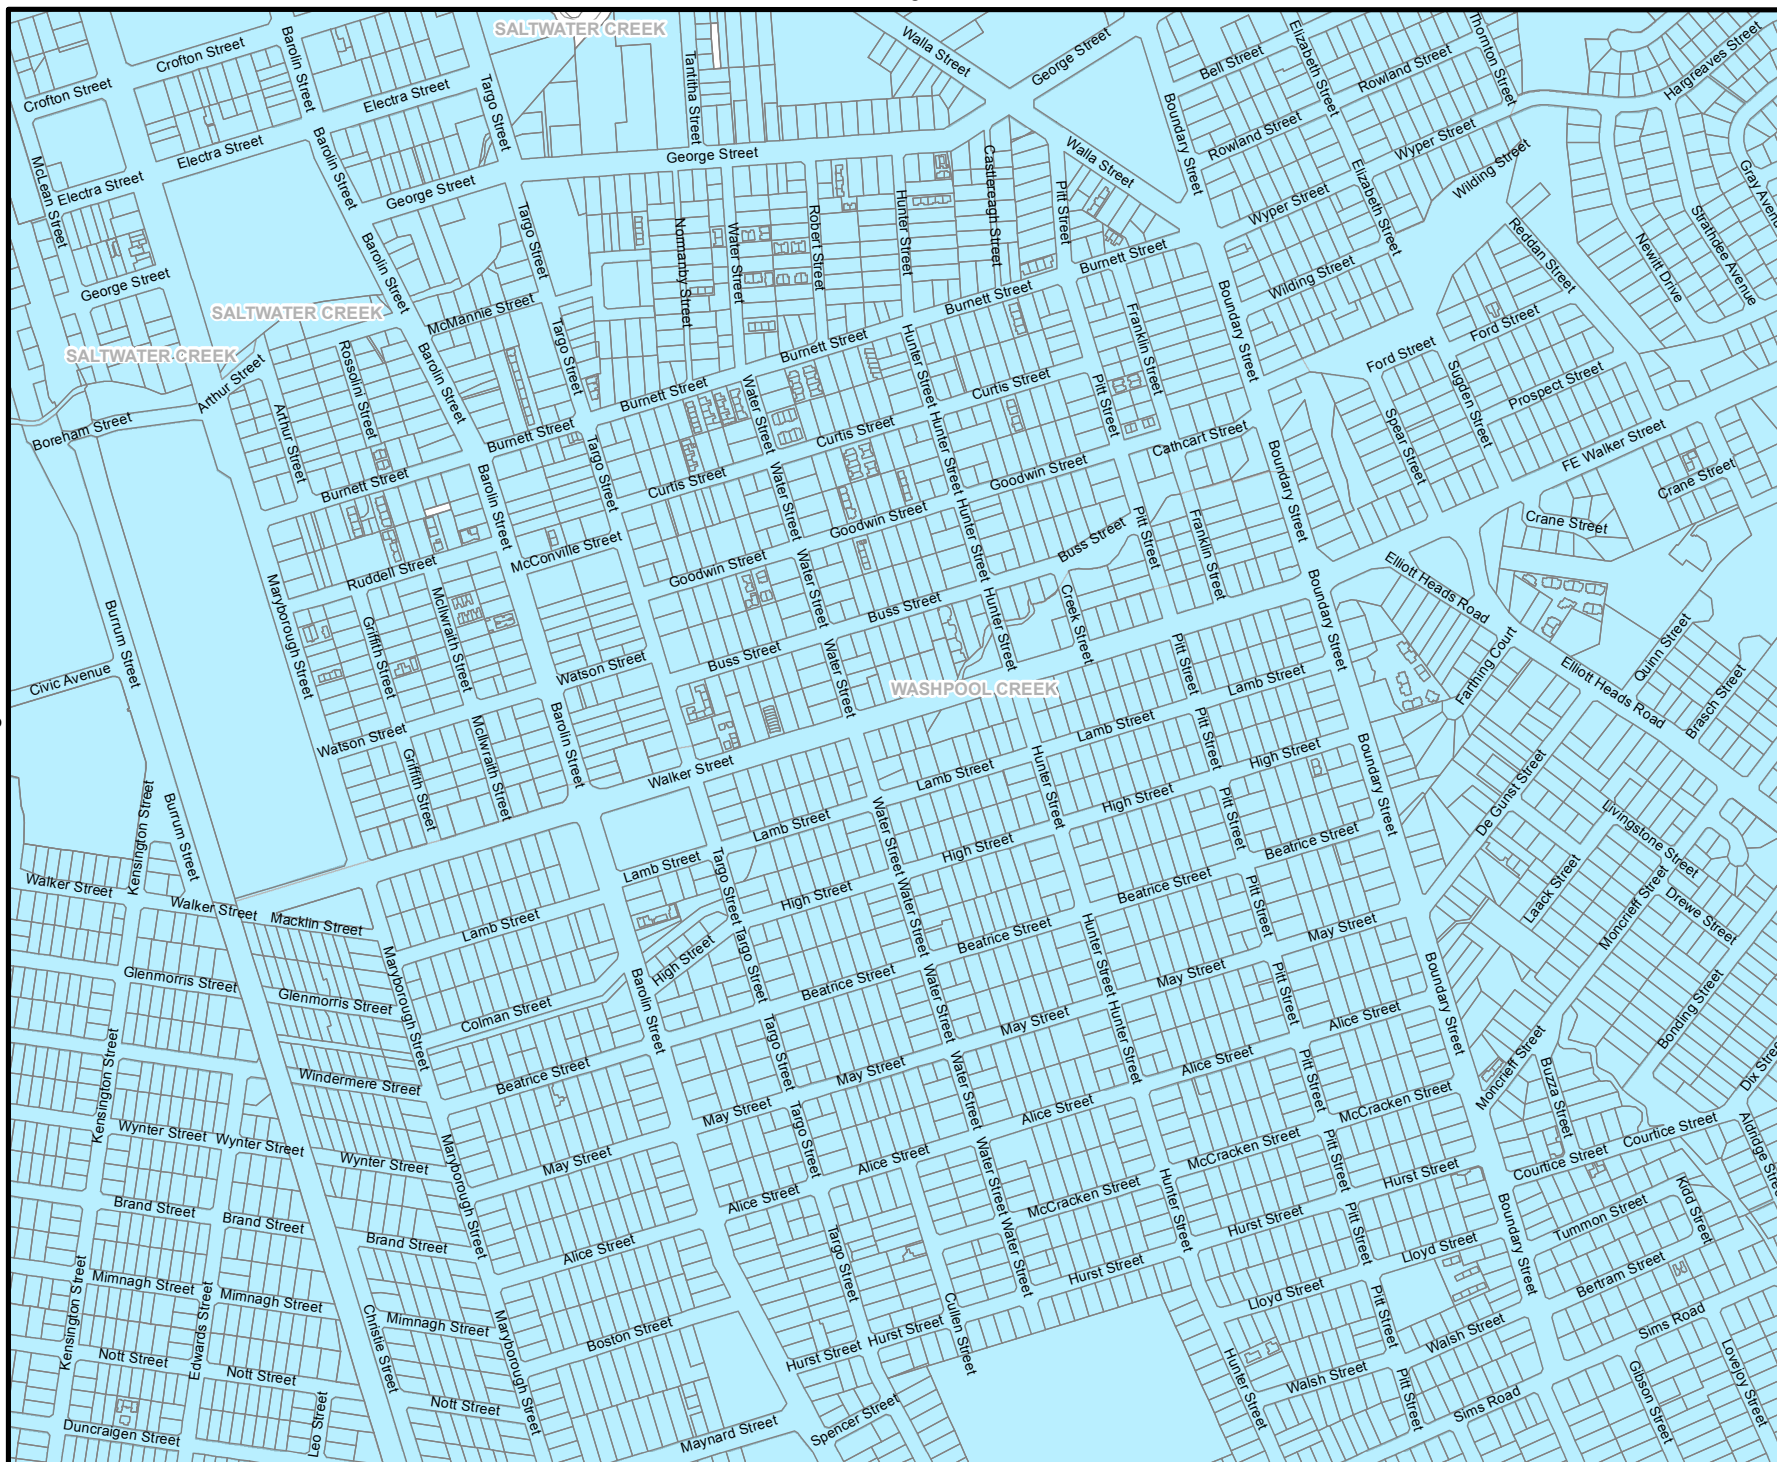 SALTWATER CREEK
Crofton Street
Crofton Street
Barolin Street
Electra Street
Targo Street
Tantitha Street
Walla Street
George Street
Bell Street
Elizabeth Street
Rowland Street
Thornton Street
Hargreaves Street
Electra Street
Barolin Street
George Street
Castlereagh Street
Walla Street
Boundary Street
Rowland Street
Wyper Street
Wilding Street
Gray Avenu
McLean Street
Electra Street
George Street
Targo Street
Normanby Street
Water Street
Robert Street
Hunter Street
Pitt Street
Burnett Street
Wyper Street
Elizabeth Street
Redden Street
Newitt Drive
Strathdee Avenue
George Street
Barolin Street
SALTWATER CREEK
McMannie Street
Burnett Street
Boundary Street
Wilding Street
SALTWATER CREEK
Arthur Street
Rossolini Street
Barolin Street
Targo Street
Burnett Street
Hunter Street
Franklin Street
Ford Street
Ford Street
Boreham Street
Arthur Street
Burnett Street
Burnett Street
Water Street
Curtis Street
Curtis Street
Pitt Street
Sugden Street
Prospect Street
Burnett Street
Barolin Street
Targo Street
Curtis Street
Water Street
Hunter Street
Goodwin Street
Cathcart Street
Boundary Street
Spear Street
FE Walker Street
Crane Street
Crane Street
Ruddell Street
McConville Street
Goodwin Street
Goodwin Street
Hunter Street
Buss Street
Pitt Street
Franklin Street
Elliott Heads Road
Maryborough Street
Griffith Street
McIlwraith Street
Water Street
Buss Street
Hunter Street
Creek Street
Boundary Street
Quinn Street
Burrum Street
Civic Avenue
Watson Street
Buss Street
Water Street
WASHPOOL CREEK
Pitt Street
Lamb Street
Farthing Court
Elliott Heads Road
Brasch Street
Watson Street
Griffith Street
McIlwraith Street
Barolin Street
Walker Street
Lamb Street
Hunter Street
Lamb Street
Pitt Street
High Street
Boundary Street
De Gunst Street
Livingstone Street
Kensington Street
Burrum Street
Lamb Street
Water Street
High Street
High Street
Pitt Street
Beatrice Street
Walker Street
Walker Street
Macklin Street
Lamb Street
Lamb Street
Targo Street
High Street
Water Street
Beatrice Street
Pitt Street
Laack Street
Moncrieff Street
Drewe Street
Glenmorris Street
Glenmorris Street
Maryborough Street
Colman Street
High Street
Barolin Street
Targo Street
Beatrice Street
Beatrice Street
Hunter Street
May Street
May Street
Boundary Street
Bonding Street
Kensington Street
Windermere Street
Beatrice Street
Targo Street
May Street
Water Street
May Street
Hunter Street
Alice Street
Pitt Street
Alice Street
Moncrieff Street
Buzza Street
Dix Stree
Wynter Street
Wynter Street
Wynter Street
Maryborough Street
May Street
May Street
Targo Street
Alice Street
Water Street
Alice Street
Pitt Street
McCracken Street
McCracken Street
Courtice Street
Courtice Street
Aldridge Stree
Brand Street
Brand Street
Brand Street
Alice Street
Alice Street
Water Street
McCracken Street
Hunter Street
Pitt Street
Hurst Street
Hurst Street
Boundary Street
Tummon Street
Kidd Street
Kensington Street
Mimnagh Street
Edwards Street
Mimnagh Street
Mimnagh Street
Christie Street
Maryborough Street
Boston Street
Targo Street
Water Street
Hurst Street
Pitt Street
Lloyd Street
Lloyd Street
Bertram Street
Nott Street
Nott Street
Nott Street
Hurst Street
Hurst Street
Cullen Street
Hunter Street
Pitt Street
Walsh Street
Walsh Street
Sims Road
Sims Road
Gibson Street
Lovejoy Street
Duncraigen Street
Leo Street
Maynard Street
Spencer Street
Pitt Street